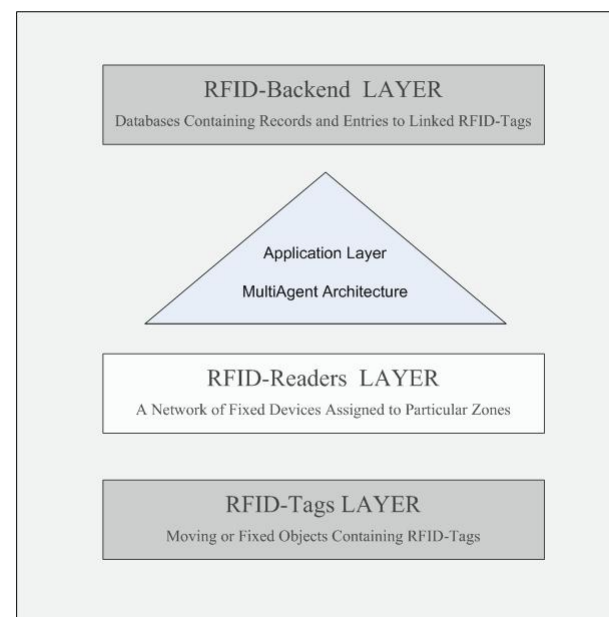 RFID-Backend LAYER
Databases Containing Records and Entries to Linked RFID-Tags
Application Layer
MultiAgent Architecture
RFID-Readers LAYER
A Network of Fixed Devices Assigned to Particular Zones
RFID-Tags LAYER
Moving or Fixed Objects Containing RFID-Tags